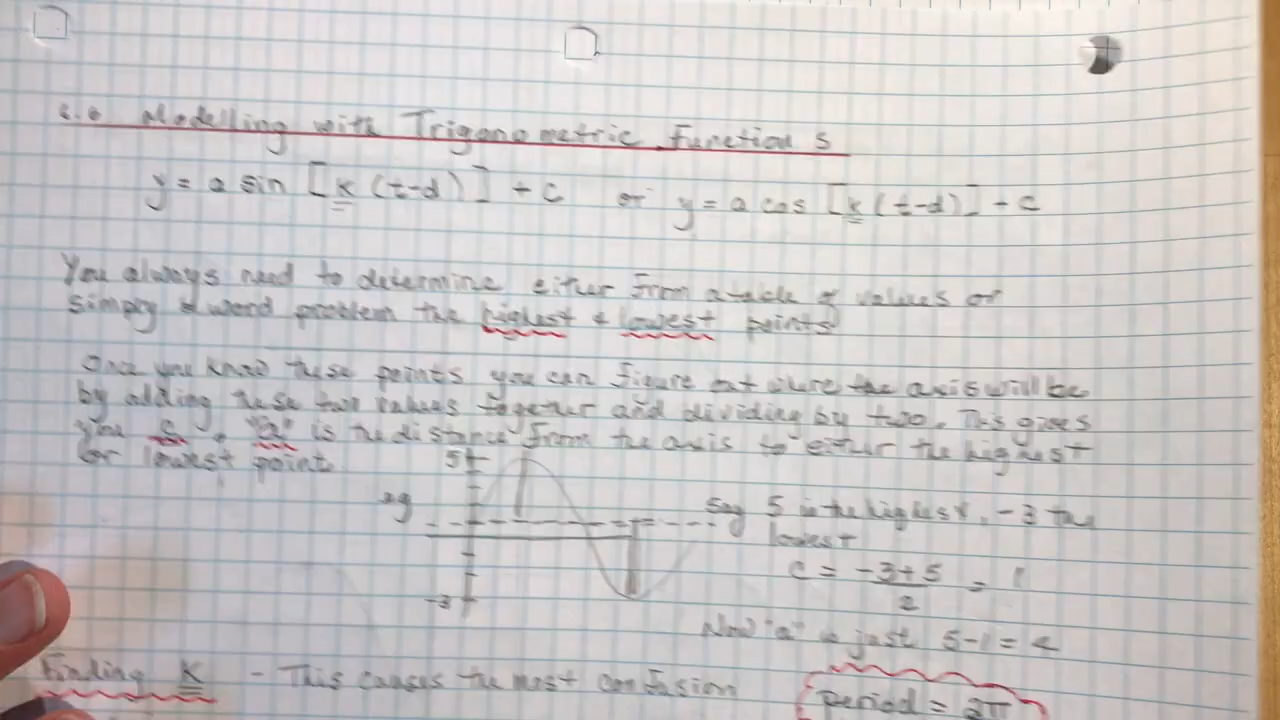 Modelling with Trigonometric Functions
y = a sin [k (t-d)] + c or y = a cos [k (t-d)] + c
You always need to determine either from a table of values or
simply a word problem the highest & lowest points
Once you know these points you can figure out where the axis will be
by adding these two values together and dividing by two. This gives
you c. "a" is the distance from the axis to either the highest
or lowest point.
5
eg
-3
Say 5 is the highest, -3 the
lowest
c = -3+5 / 2 = 1
Now "a" is just 5-1 = 4
Finding K - This causes the most confusion
period = 2π